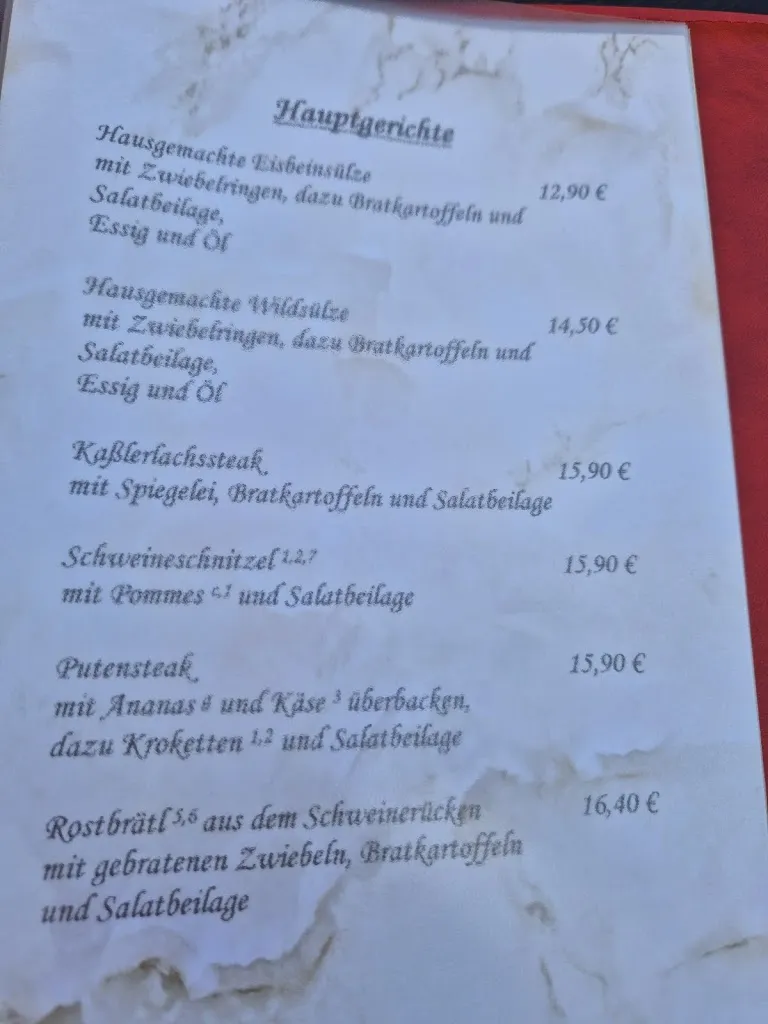 Hauptgerichte
Hausgemachte Eisbeinsülze
mit Zwiebelringen, dazu Bratkartoffeln und 12,90 €
Salatbeilage,
Essig und Öl
Hausgemachte Wildsülze
mit Zwiebelringen, dazu Bratkartoffeln und 14,50 €
Salatbeilage,
Essig und Öl
Kaßlerlachssteak, 15,90 €
mit Spiegelei, Bratkartoffeln und Salatbeilage
Schweineschnitzel 1,2,7 15,90 €
mit Pommes c,1 und Salatbeilage
Putensteak, 15,90 €
mit Ananas g und Käse 3 überbacken,
dazu Kroketten 1,2 und Salatbeilage
Rostbrätl 5,6 aus dem Schweinerücken 16,40 €
mit gebratenen Zwiebeln, Bratkartoffeln
und Salatbeilage